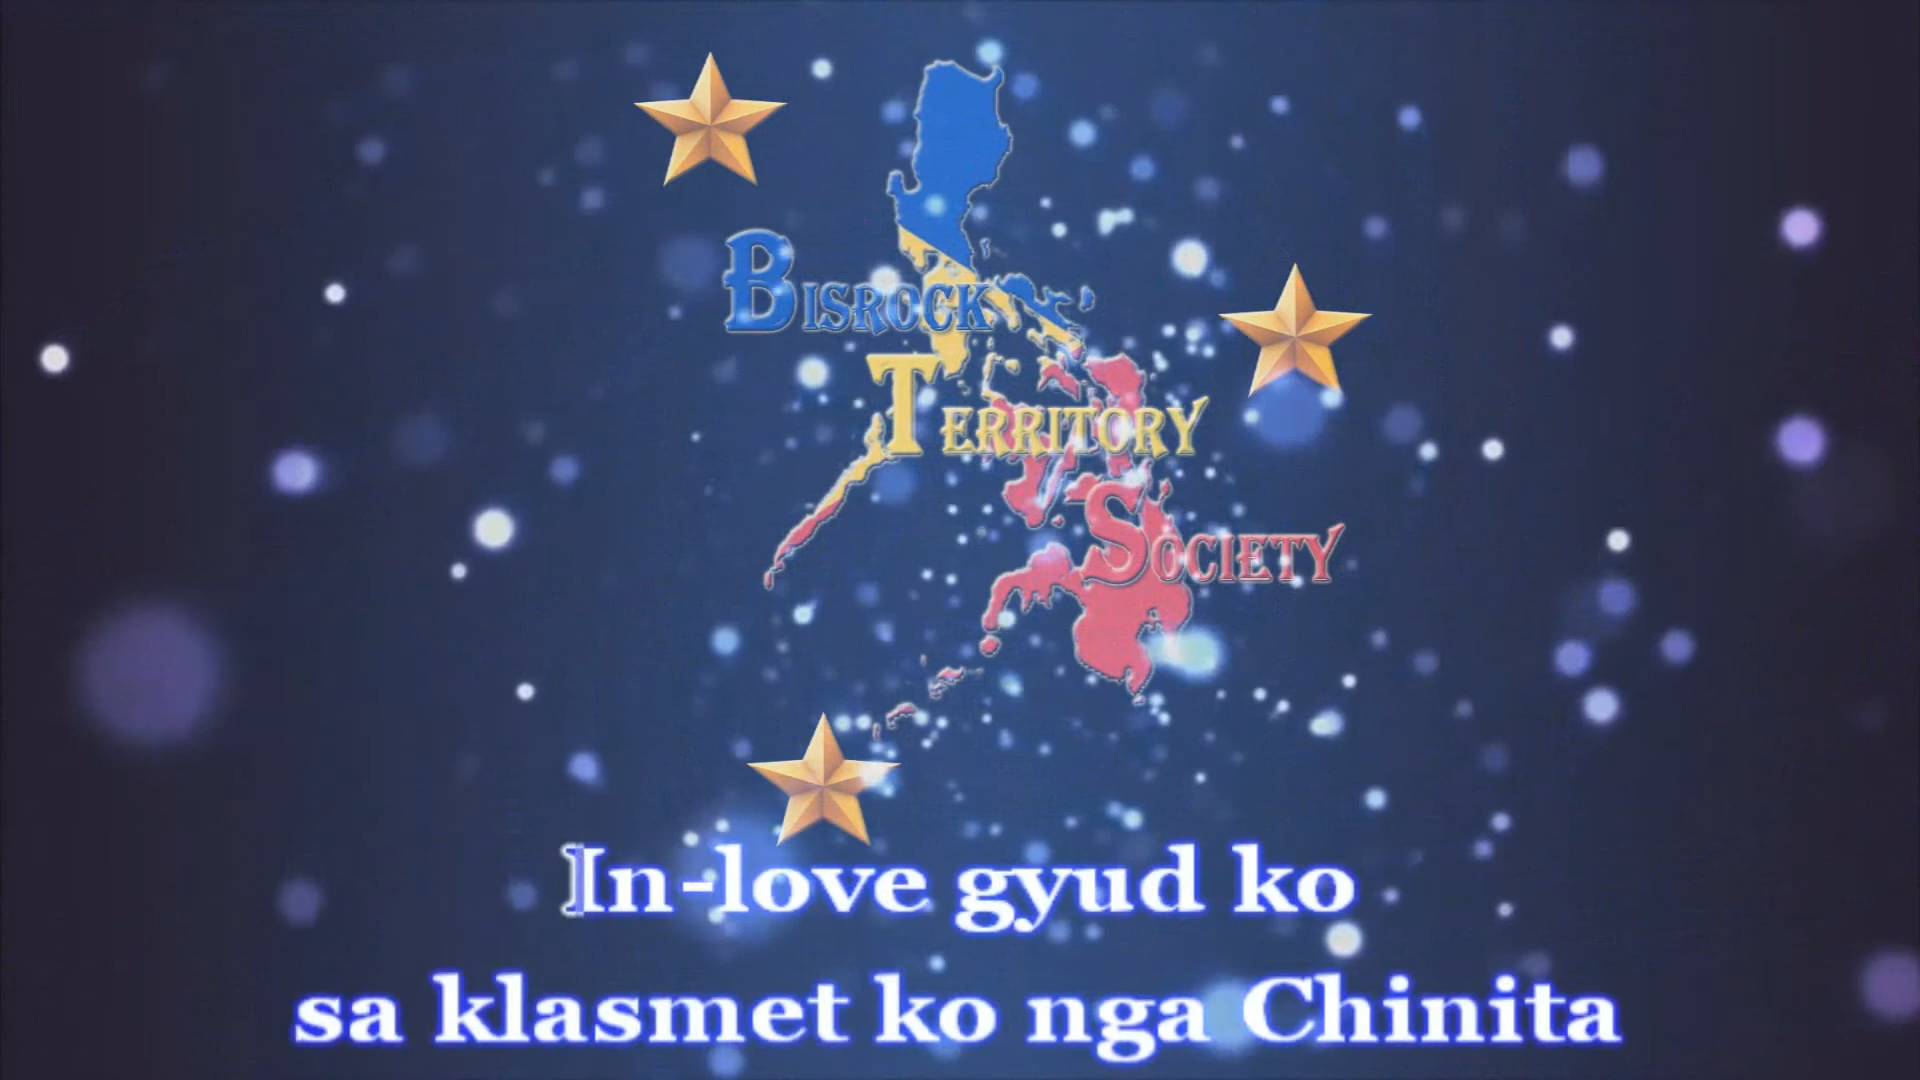 BISROCK
TERRITORY
SOCIETY
In-love gyud ko
sa klasmet ko nga Chinita